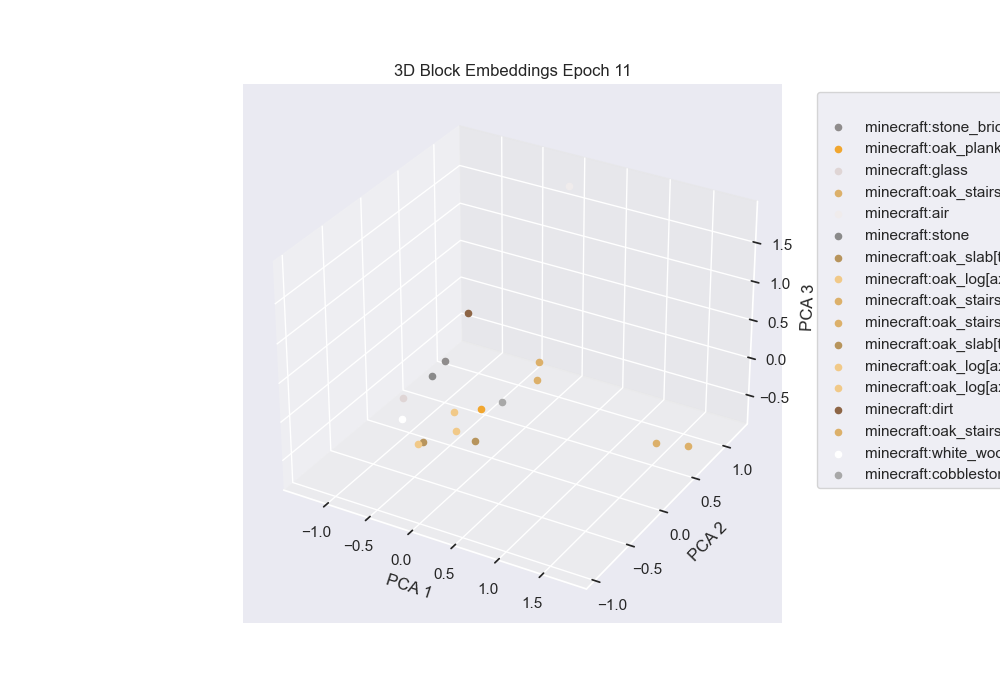 3D Block Embeddings Epoch 11
minecraft:stone_bric
minecraft:oak_plank
minecraft:glass
minecraft:oak_stairs
minecraft:air
minecraft:stone
minecraft:oak_slab[t
minecraft:oak_log[ax
minecraft:oak_stairs
minecraft:oak_stairs
minecraft:oak_slab[t
minecraft:oak_log[ax
minecraft:oak_log[ax
minecraft:dirt
minecraft:oak_stairs
minecraft:white_woo
minecraft:cobbleston
1.5
1.0
0.5
0.0
−0.5
PCA 3
1.0
0.5
0.0
−0.5
−1.0
PCA 2
−1.0
−0.5
0.0
0.5
1.0
1.5
PCA 1